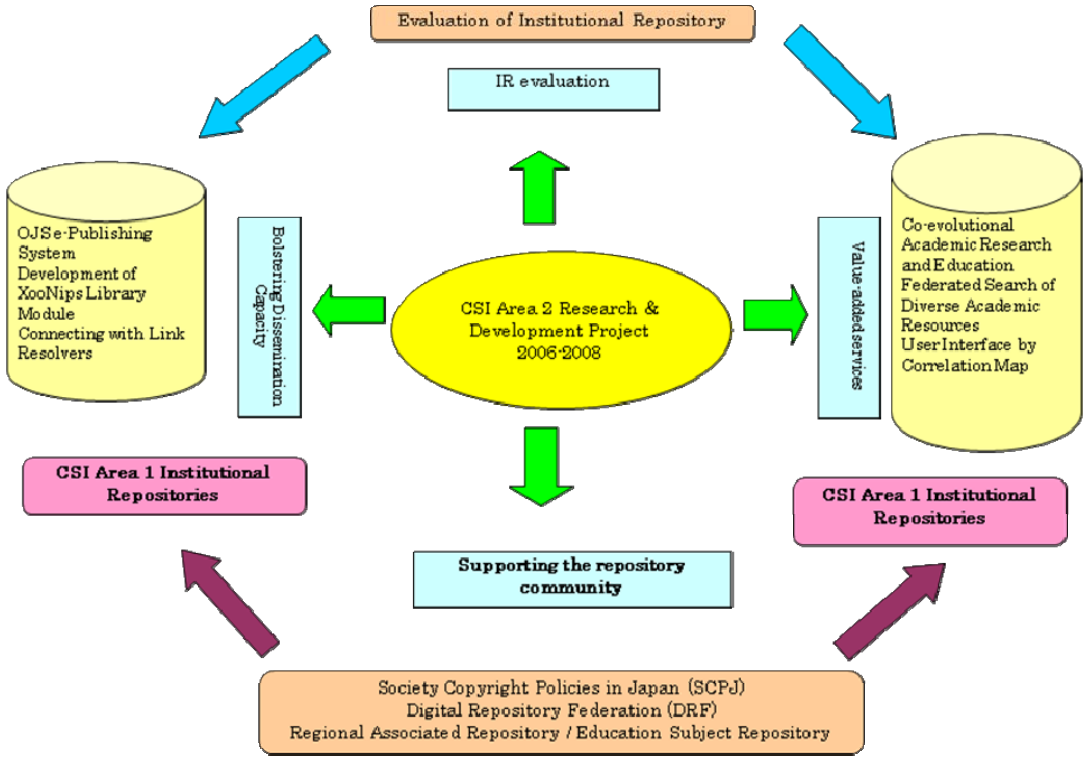 Evaluation of Institutional Repository
IR evaluation
OJS e-Publishing
System
Development of
XooNips Library
Module
Connecting with Link
Resolvers
Bolstering Dissemination
Capacity
CSI Area 2 Research &
Development Project
2006-2008
Value-added services
Co-evolutional
Academic Research
and Education
Federated Search of
Diverse Academic
Resources
User Interface by
Correlation Map
CSI Area 1 Institutional
Repositories
CSI Area 1 Institutional
Repositories
Supporting the repository
community
Society Copyright Policies in Japan (SCPJ)
Digital Repository Federation (DRF)
Regional Associated Repository / Education Subject Repository